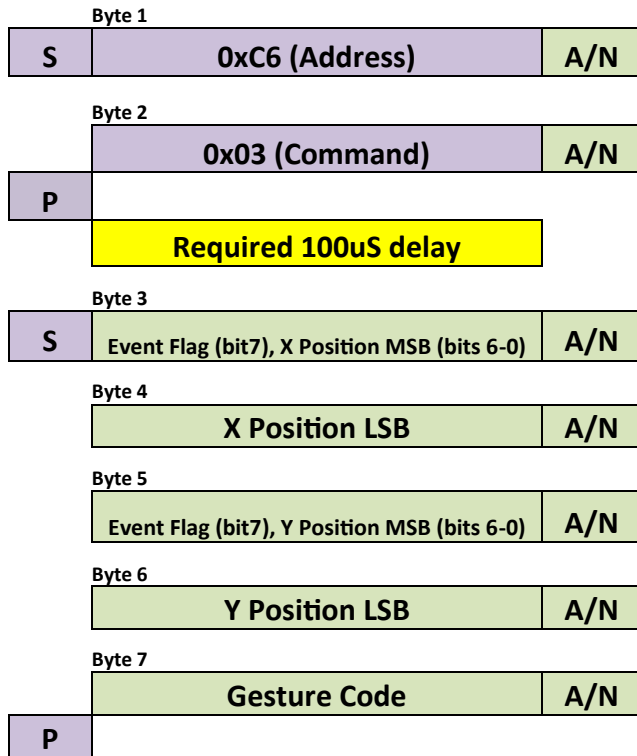 Byte 1
S 0xC6 (Address) A/N
Byte 2
0x03 (Command) A/N
P
Required 100uS delay
Byte 3
S Event Flag (bit7), X Position MSB (bits 6-0) A/N
Byte 4
X Position LSB A/N
Byte 5
Event Flag (bit7), Y Position MSB (bits 6-0) A/N
Byte 6
Y Position LSB A/N
Byte 7
Gesture Code A/N
P